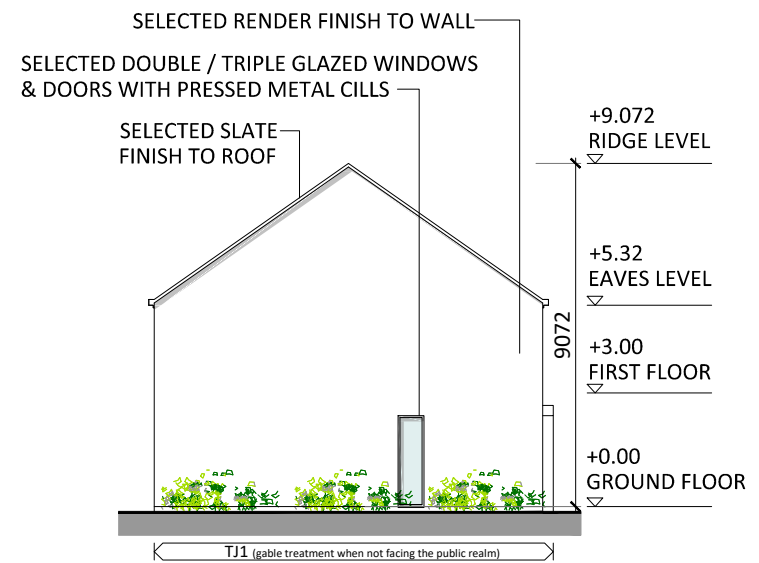 SELECTED RENDER FINISH TO WALL
SELECTED DOUBLE / TRIPLE GLAZED WINDOWS
& DOORS WITH PRESSED METAL CILLS
SELECTED SLATE
FINISH TO ROOF
+9.072
RIDGE LEVEL
+5.32
EAVES LEVEL
9072
+3.00
FIRST FLOOR
+0.00
GROUND FLOOR
TJ1 (gable treatment when not facing the public realm)